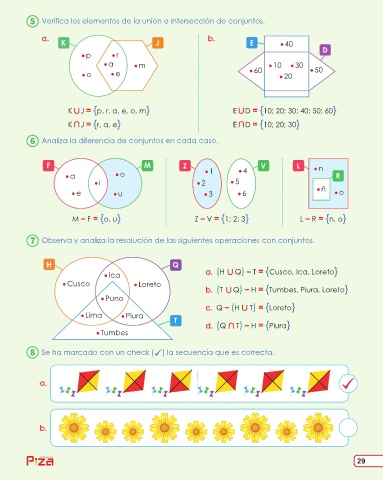 5 Verifica los elementos de la unión e intersección de conjuntos.
a. K J b. E D
p r a m o e
40 60 10 30 50 20
K U J = {p, r, a, e, o, m} E U D = {10; 20; 30; 40; 50; 60}
K ∩ J = {r, a, e} E ∩ D = {10; 20; 30}
6 Analiza la diferencia de conjuntos en cada caso.
F M Z V L R
a o i e u
1 2 3 4 5 6
n ñ o
M – F = {o, u} Z – V = {1; 2; 3} L – R = {n, o}
7 Observa y analiza la resolución de las siguientes operaciones con conjuntos.
H Q T
Ica
Cusco Loreto
Puno
Lima Piura
Tumbes
a. (H U Q) – T = {Cusco, Ica, Loreto}
b. (T U Q) – H = {Tumbes, Piura, Loreto}
c. Q – (H U T) = {Loreto}
d. (Q ∩ T) – H = {Piura}
8 Se ha marcado con un check (✓) la secuencia que es correcta.
a. ✓
b.
P:za
29